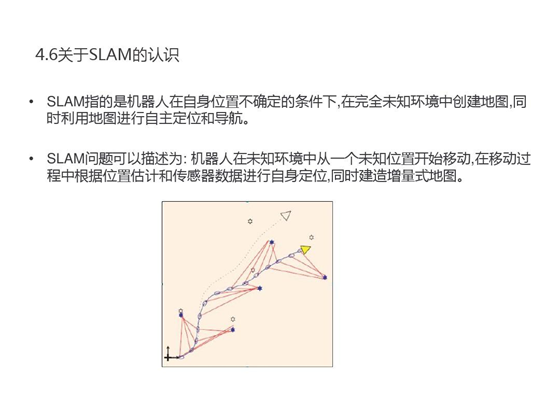 4.6关于SLAM的认识
• SLAM指的是机器人在自身位置不确定的条件下,在完全未知环境中创建地图,同
时利用地图进行自主定位和导航。
• SLAM问题可以描述为: 机器人在未知环境中从一个未知位置开始移动,在移动过
程中根据位置估计和传感器数据进行自身定位,同时建造增量式地图。